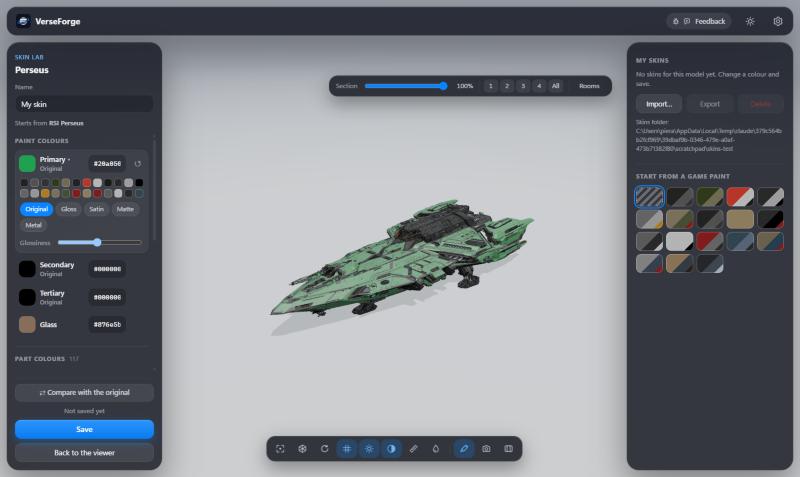 VerseForge
Feedback
SKIN LAB
Perseus
Name
My skin
Starts from RSI Perseus
PAINT COLOURS
Primary
Original
Original Gloss Satin Matte
Metal
Glossiness
Secondary
Original
#000000
Tertiary
Original
#000000
Glass
#876e5b
PART COLOURS 117
Compare with the original
Not saved yet
Save
Back to the viewer
Section 100% 1 2 3 4 All Rooms
MY SKINS
No skins for this model yet. Change a colour and
save.
Import... Export Delete
Skins folder:
START FROM A GAME PAINT